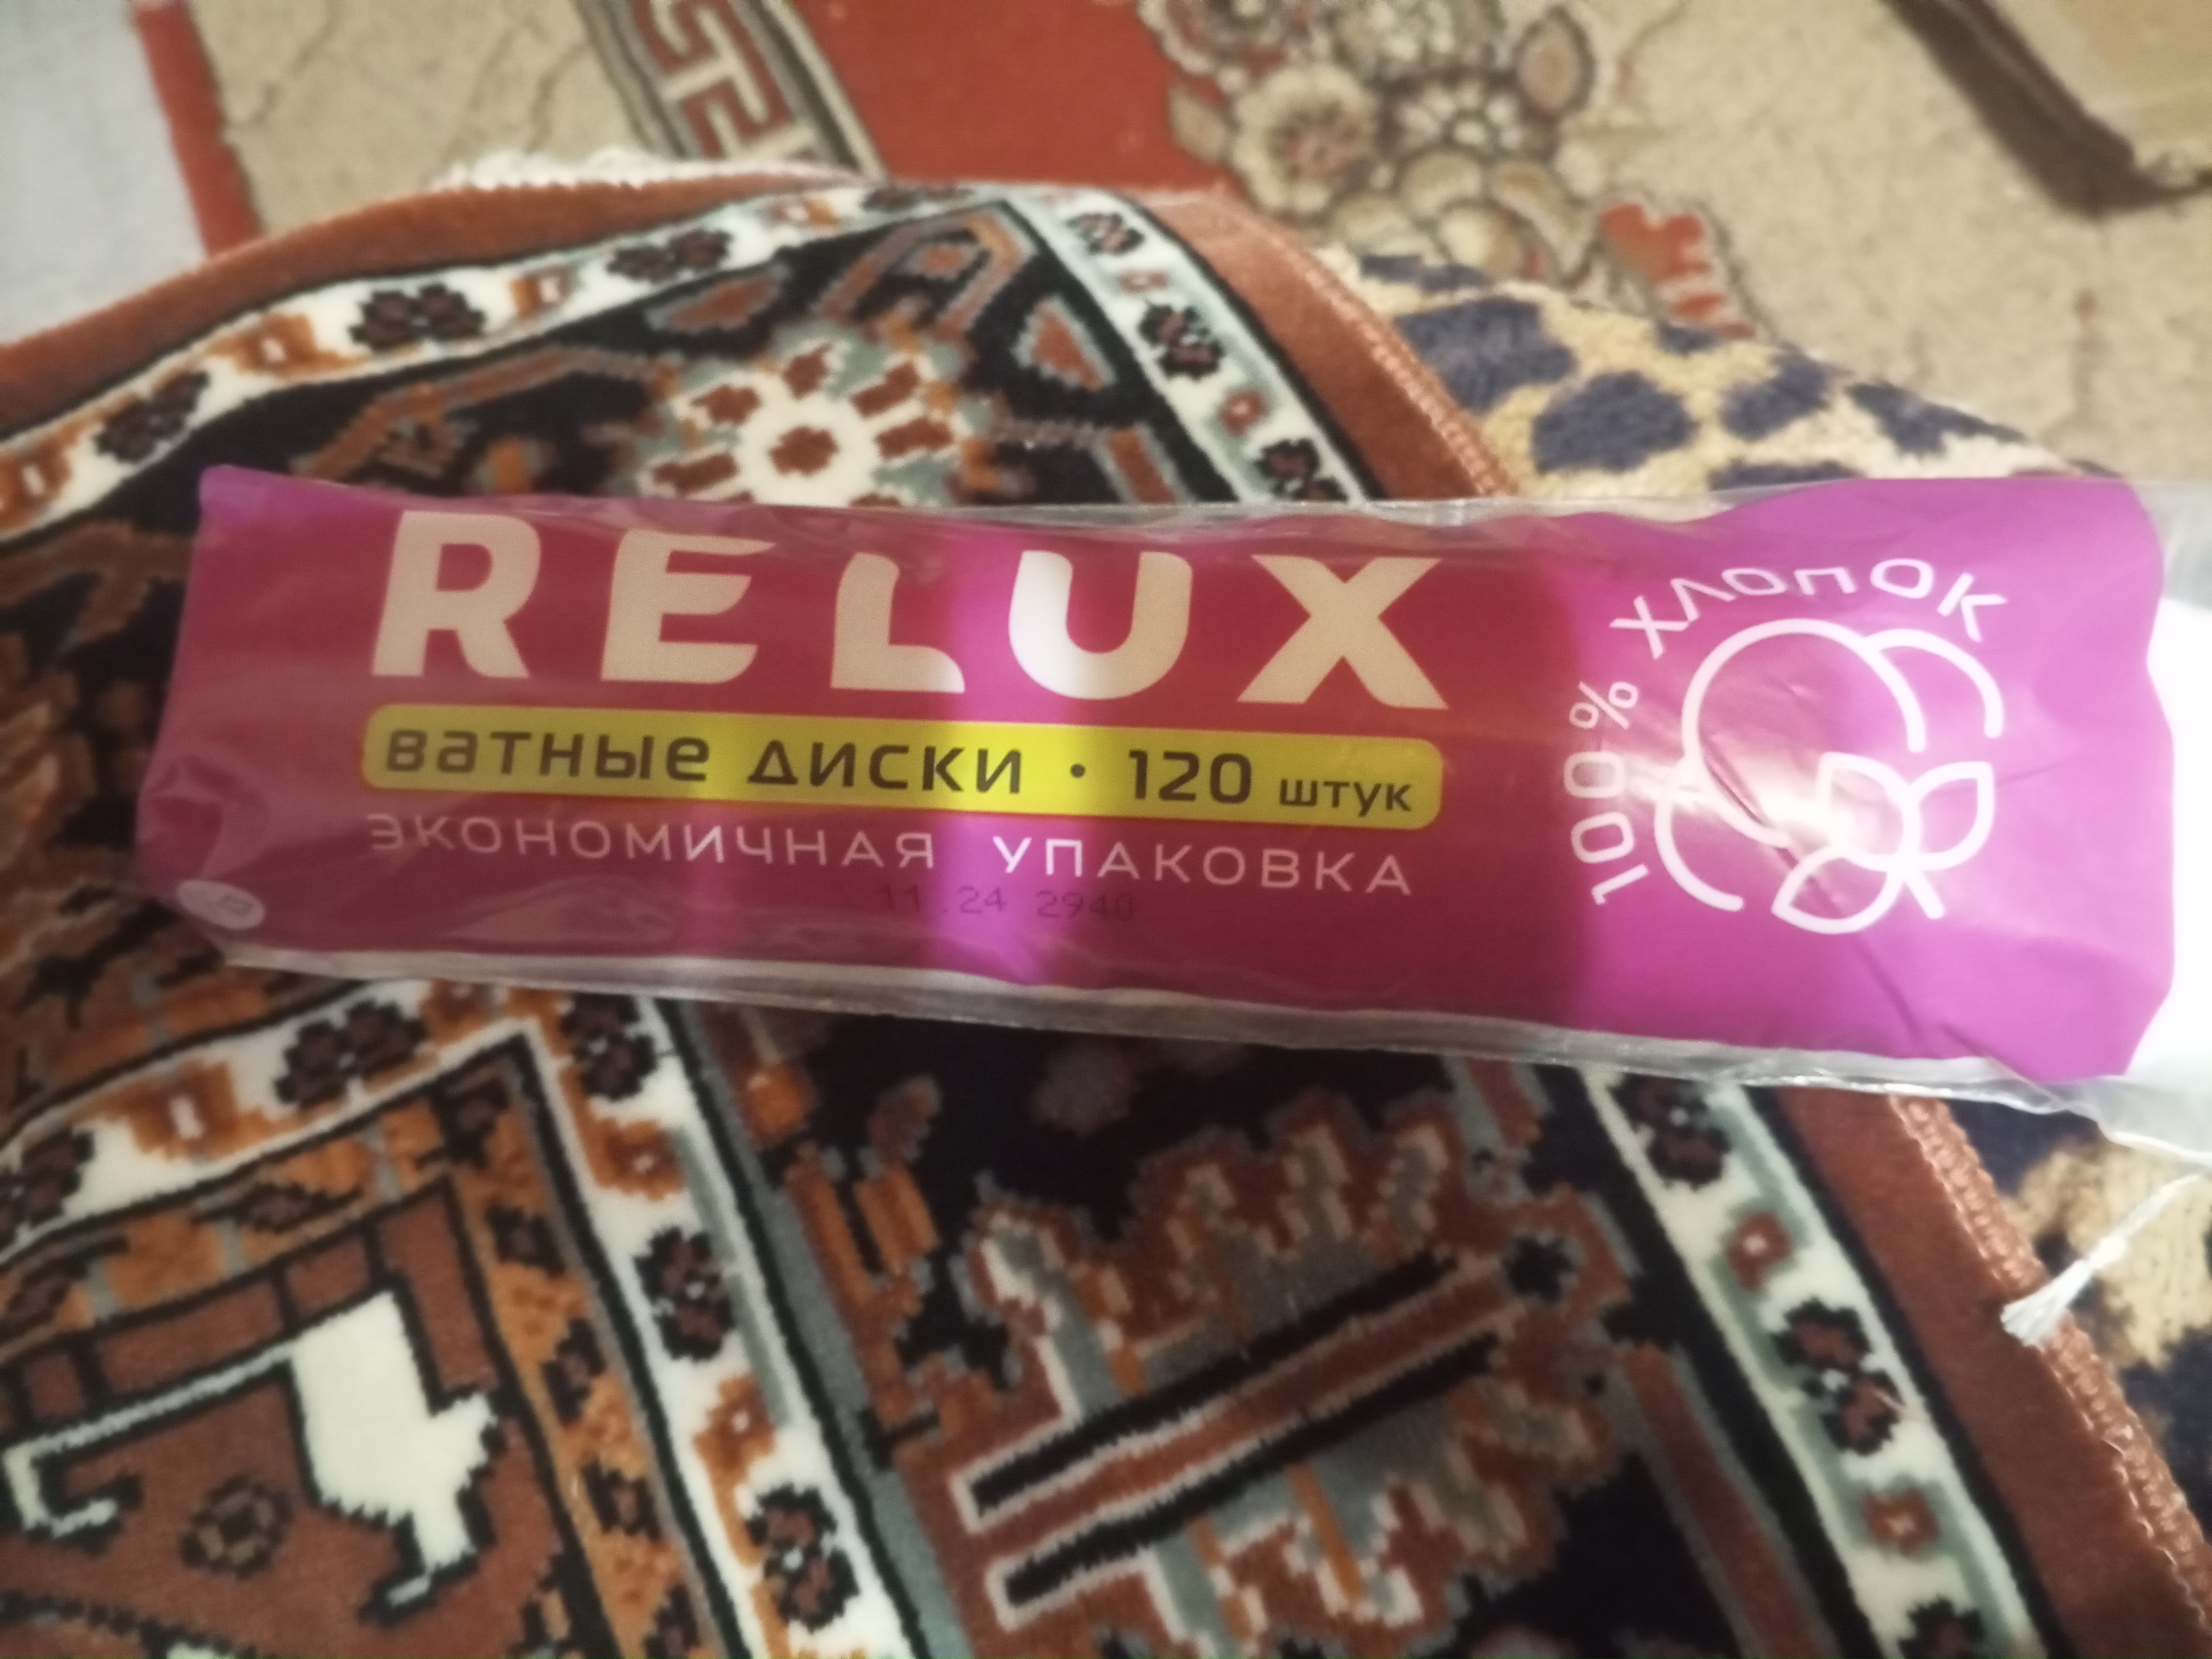 RELUX
ватные диски • 120 штук
ЭКОНОМИЧНАЯ УПАКОВКА
11.24 2940
100% ХЛОПОК